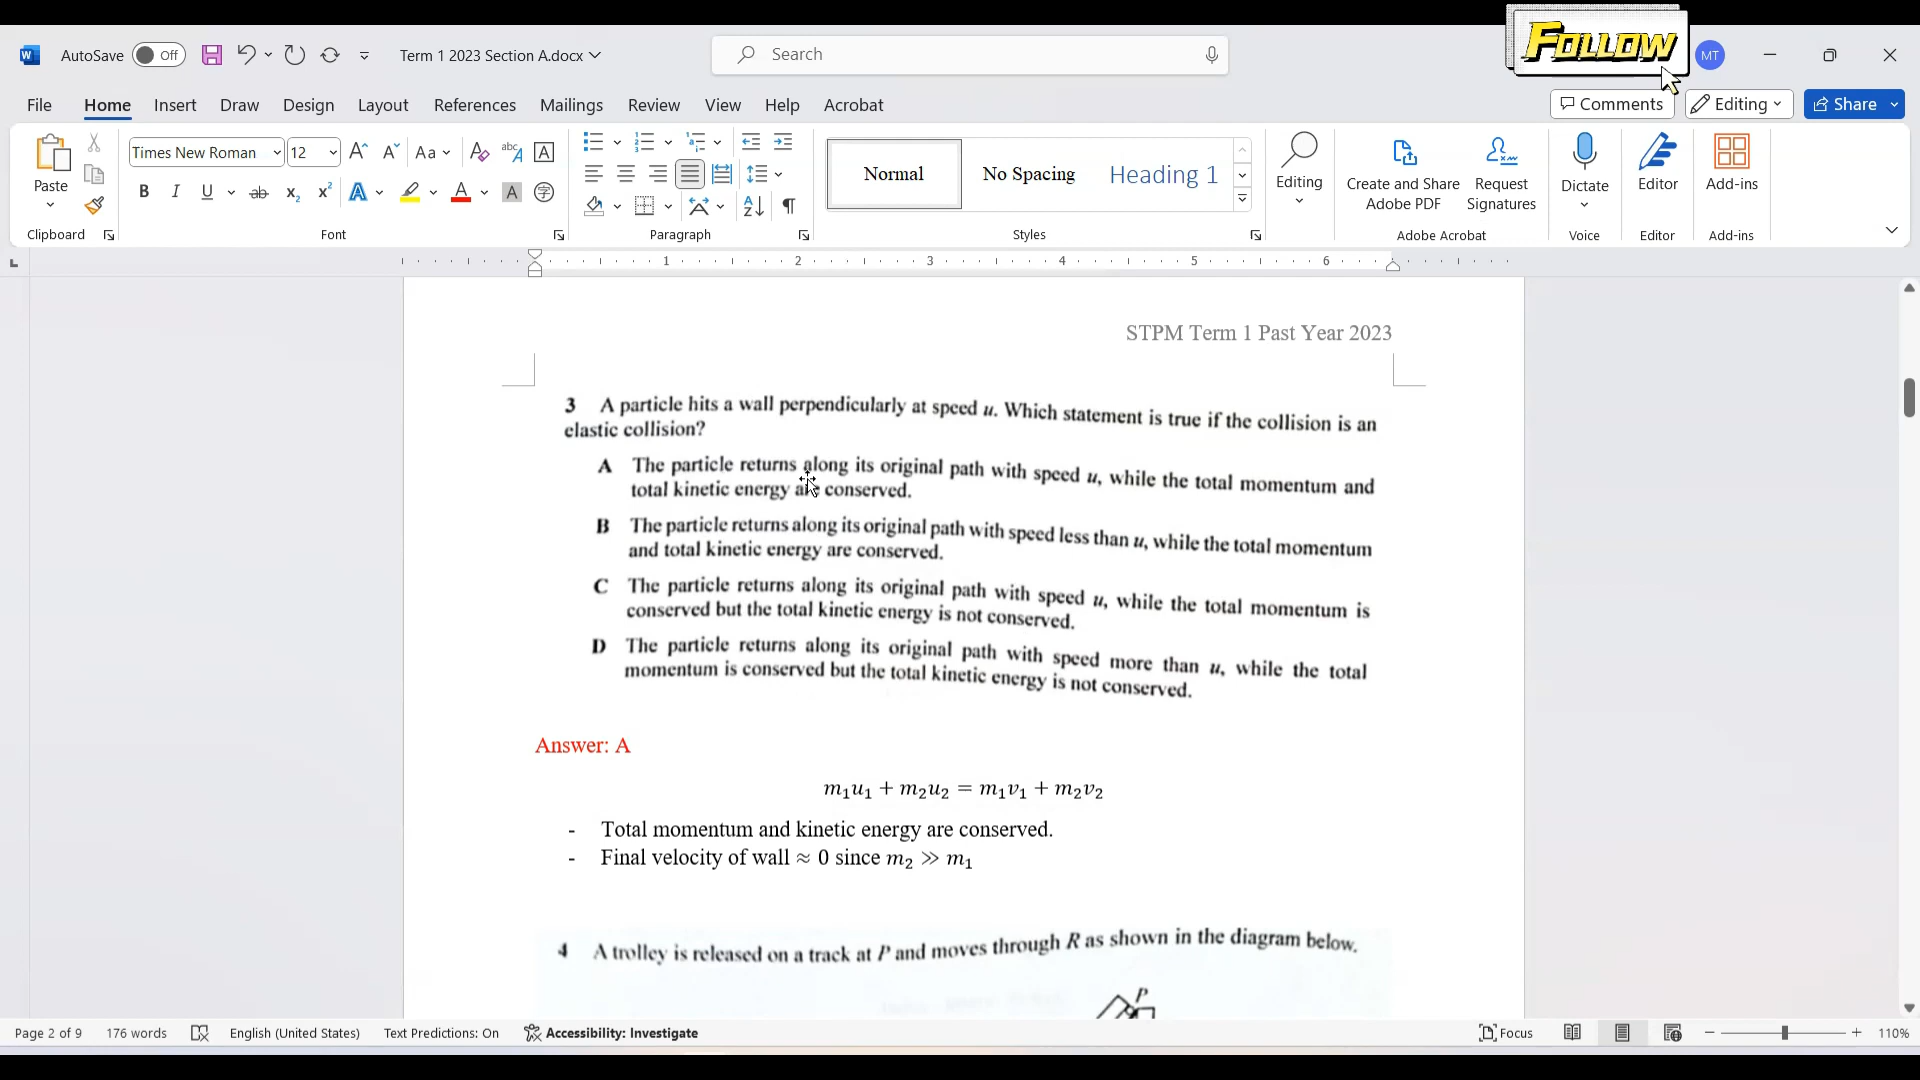 FOLLOW
AutoSave Off Term 1 2023 Section A.docx Search MT
File Home Insert Draw Design Layout References Mailings Review View Help Acrobat Comments Editing Share
Paste Times New Roman 12 Aa
B I U ab x₂ x² A A A 字
Normal No Spacing Heading 1
Editing Create and Share Adobe PDF Request Signatures Dictate Editor Add-ins
Clipboard Font Paragraph Styles Adobe Acrobat Voice Editor Add-ins
1 2 3 4 5 6
STPM Term 1 Past Year 2023
3 A particle hits a wall perpendicularly at speed u. Which statement is true if the collision is an
elastic collision?
A The particle returns along its original path with speed u, while the total momentum and
total kinetic energy are conserved.
B The particle returns along its original path with speed less than u, while the total momentum
and total kinetic energy are conserved.
C The particle returns along its original path with speed u, while the total momentum is
conserved but the total kinetic energy is not conserved.
D The particle returns along its original path with speed more than u, while the total
momentum is conserved but the total kinetic energy is not conserved.
Answer: A
m₁u₁ + m₂u₂ = m₁v₁ + m₂v₂
- Total momentum and kinetic energy are conserved.
- Final velocity of wall ≈ 0 since m₂ ≫ m₁
4 A trolley is released on a track at P and moves through R as shown in the diagram below.
P
Page 2 of 9 176 words English (United States) Text Predictions: On Accessibility: Investigate Focus 110%